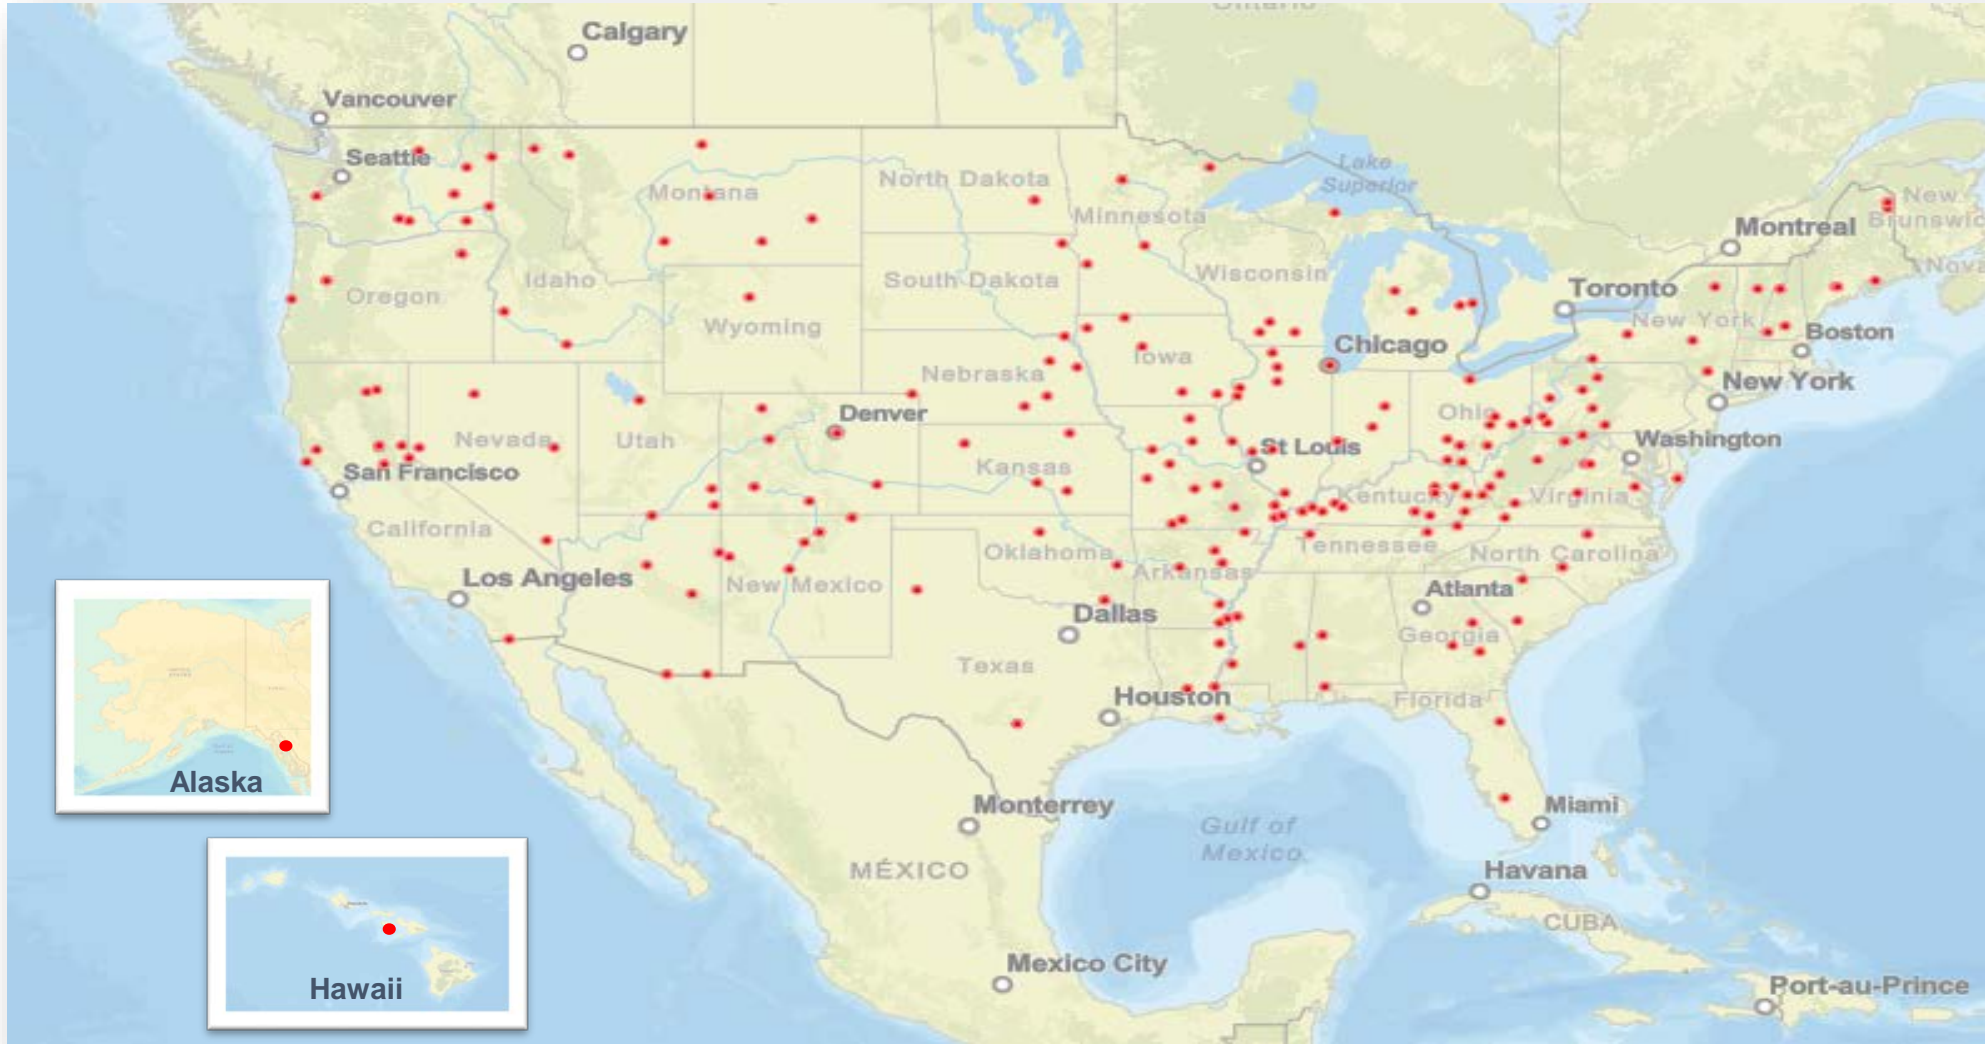 Ontario
Calgary
Vancouver
Seattle
Lake
Superior
Montana
North Dakota
Minnesota
New
Brunswic
Montreal
Nova
Oregon
Idaho
South Dakota
Wisconsin
Toronto
Wyoming
New York
Boston
Chicago
Iowa
Nebraska
New York
Denver
Ohio
Nevada
Utah
St Louis
Washington
San Francisco
Kansas
Kentucky
Virginia
California
Oklahoma
Tennessee
North Carolina
Los Angeles
New Mexico
Arkansas
Atlanta
Dallas
Georgia
Texas
Houston
Florida
Alaska
Monterrey
Miami
Gulf of
Mexico
MÉXICO
Havana
CUBA
Mexico City
Hawaii
Port-au-Prince